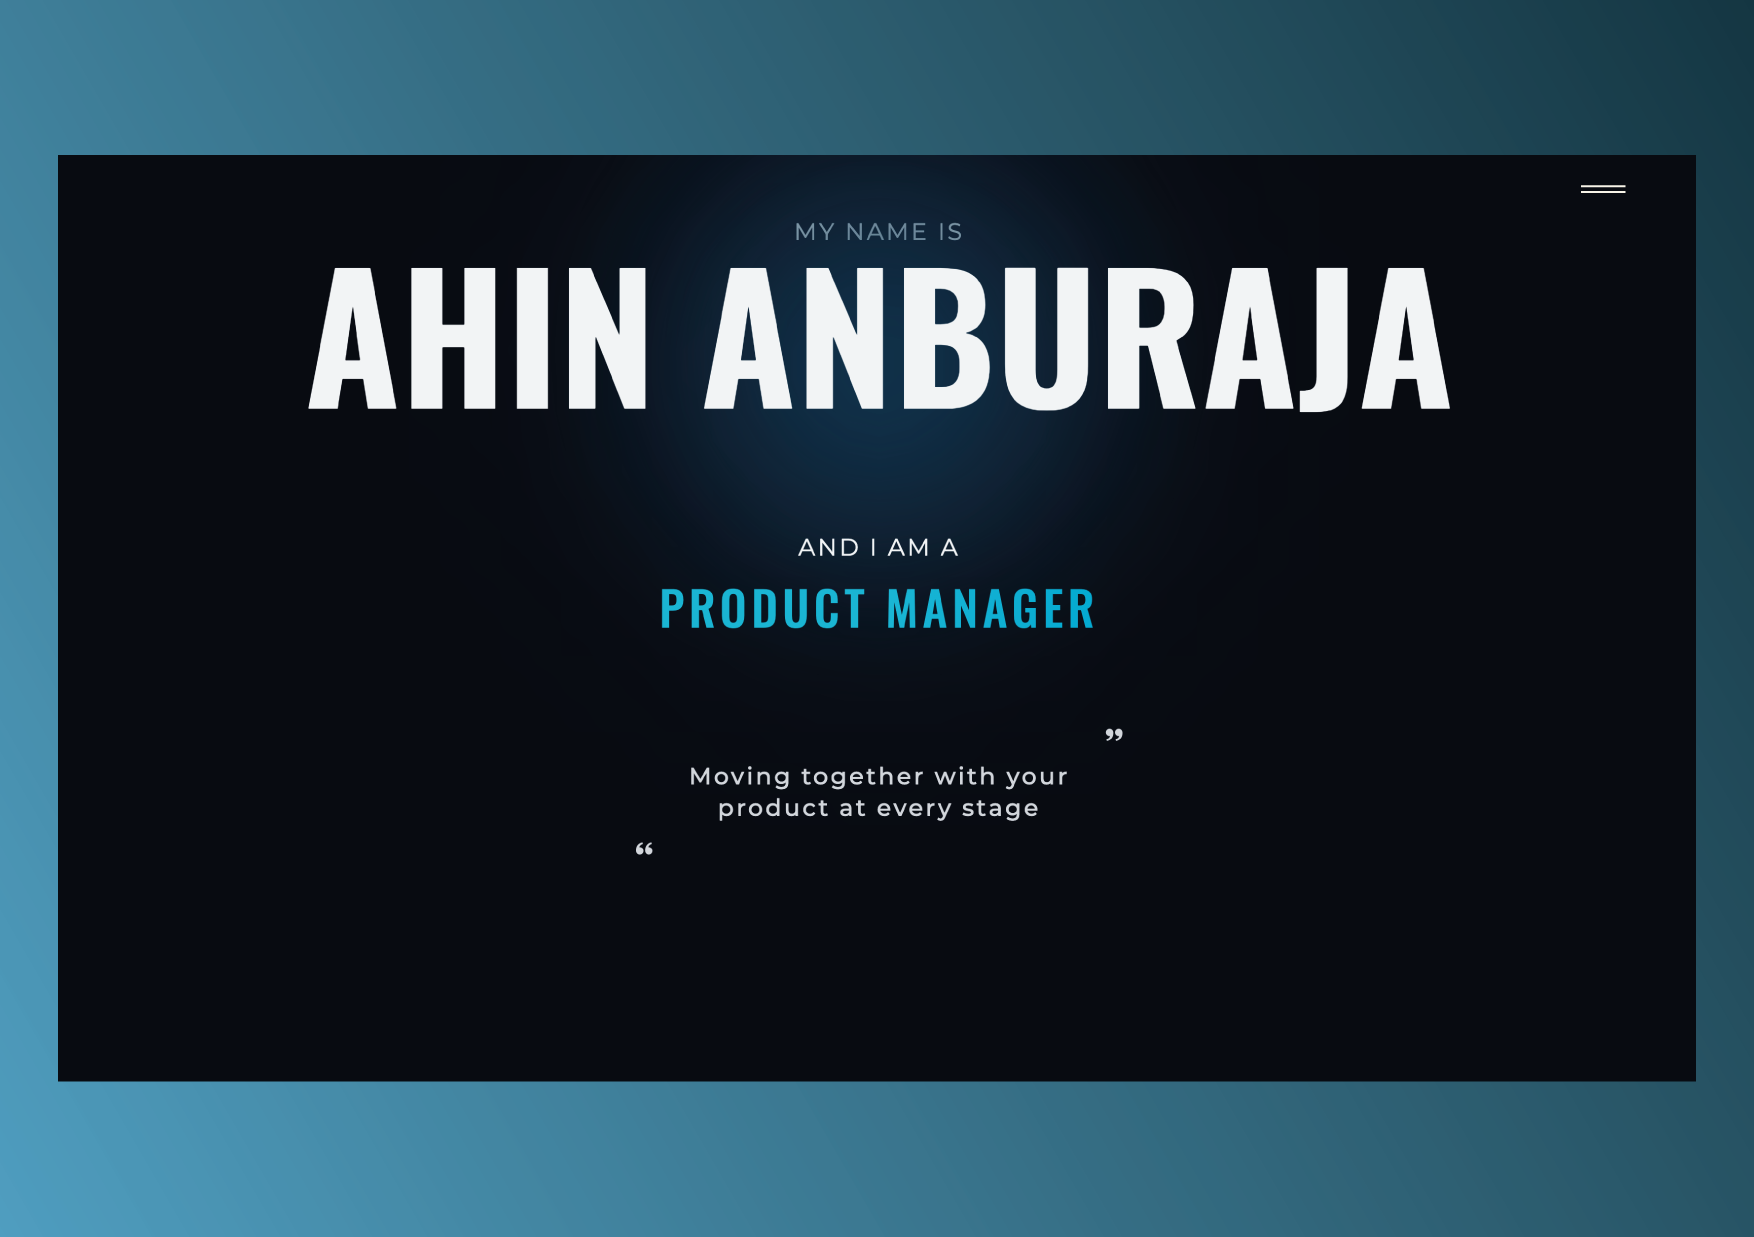 MY NAME IS
AHIN ANBURAJA
AND I AM A
PRODUCT MANAGER
”
Moving together with your
product at every stage
“